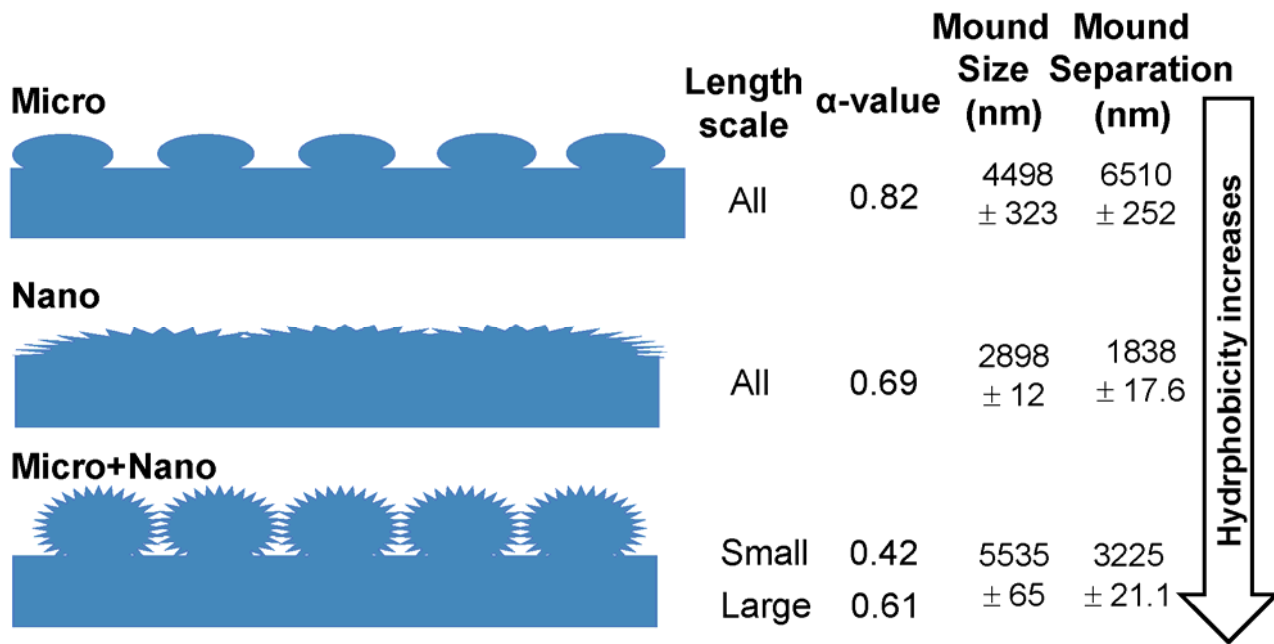 Mound Mound
Size Separation
(nm) (nm)
Length
scale
α-value
Micro
All 0.82 4498 6510
± 323 ± 252
Nano
All 0.69 2898 1838
± 12 ± 17.6
Micro+Nano
Small 0.42 5535 3225
Large 0.61 ± 65 ± 21.1
Hydrphobicity increases